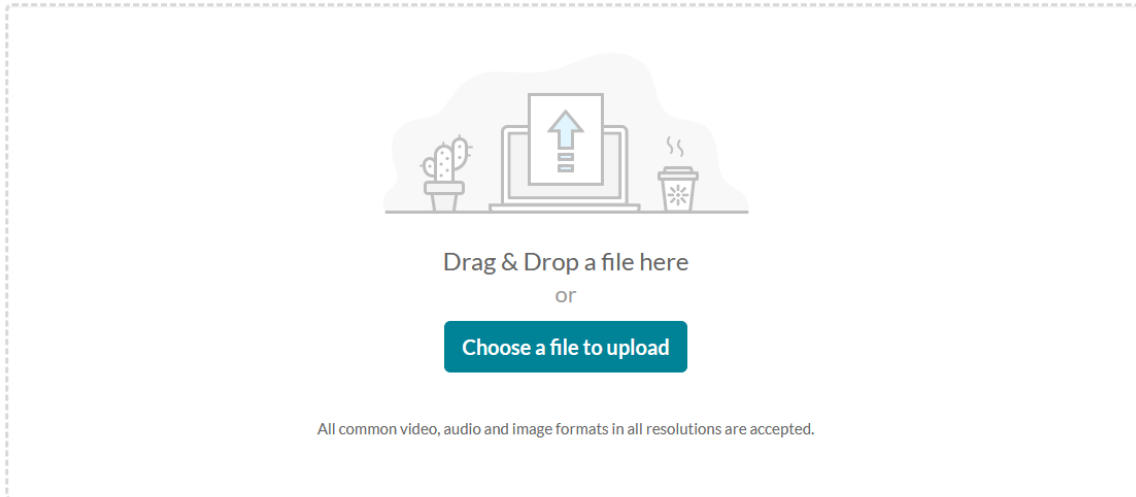 Drag & Drop a file here
or
Choose a file to upload
All common video, audio and image formats in all resolutions are accepted.